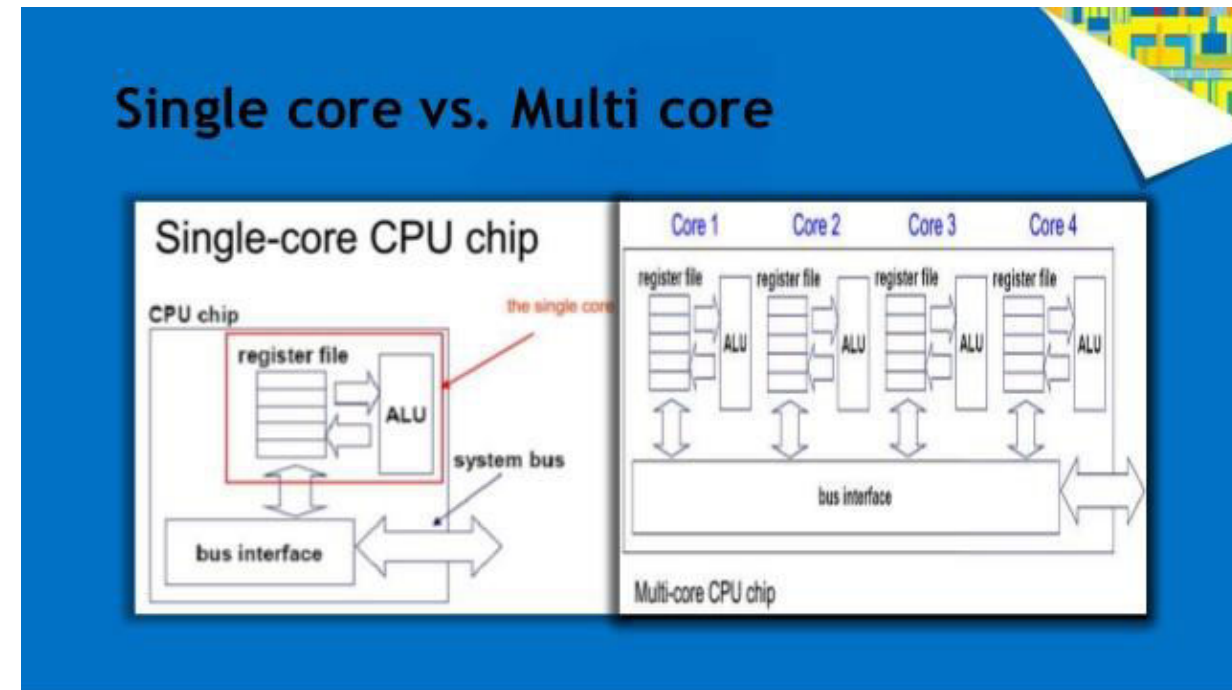 Single core vs. Multi core
Single-core CPU chip
CPU chip
the single core
register file
ALU
system bus
bus interface
Core 1 Core 2 Core 3 Core 4
register file register file register file register file
ALU ALU ALU ALU
bus interface
Multi-core CPU chip